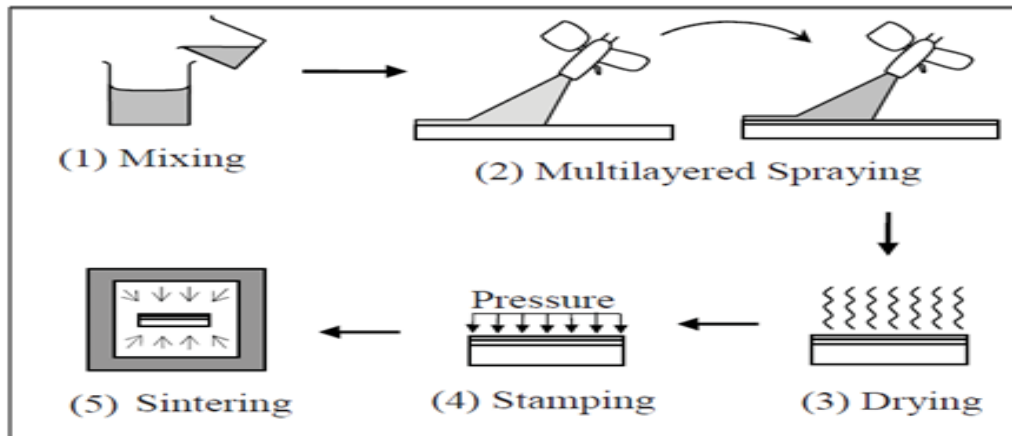 (1) Mixing
(2) Multilayered Spraying
(3) Drying
Pressure
(4) Stamping
(5) Sintering